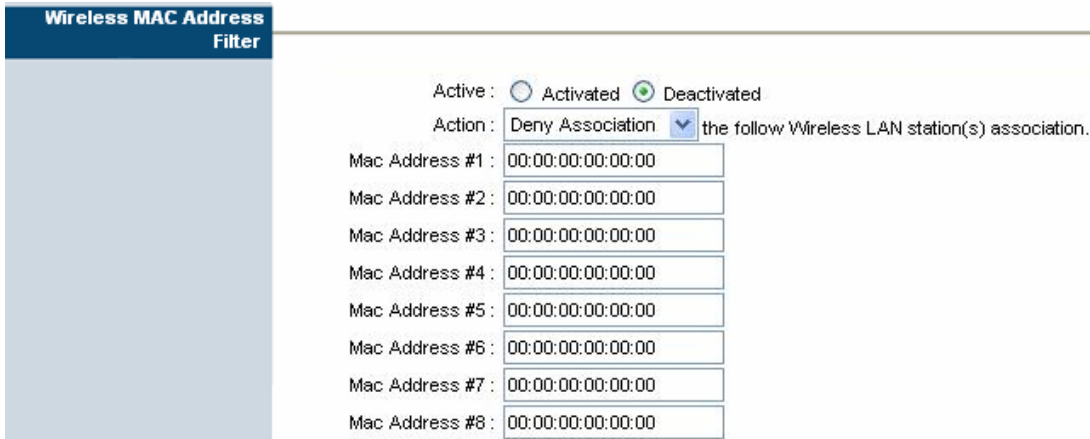 Wireless MAC Address
Filter
Active : Activated Deactivated
Action : Deny Association the follow Wireless LAN station(s) association.
Mac Address #1 : 00:00:00:00:00:00
Mac Address #2 : 00:00:00:00:00:00
Mac Address #3 : 00:00:00:00:00:00
Mac Address #4 : 00:00:00:00:00:00
Mac Address #5 : 00:00:00:00:00:00
Mac Address #6 : 00:00:00:00:00:00
Mac Address #7 : 00:00:00:00:00:00
Mac Address #8 : 00:00:00:00:00:00